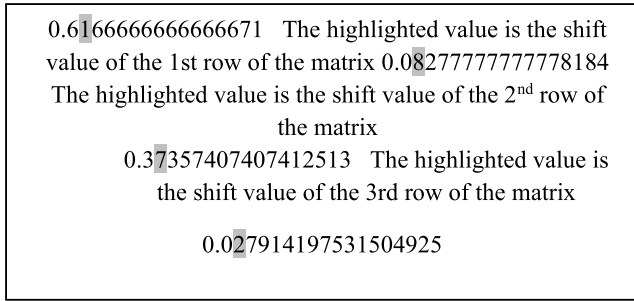 0.6166666666666671 The highlighted value is the shift
value of the 1st row of the matrix 0.08277777777778184
The highlighted value is the shift value of the 2nd row of
the matrix
0.37357407407412513 The highlighted value is
the shift value of the 3rd row of the matrix
0.027914197531504925